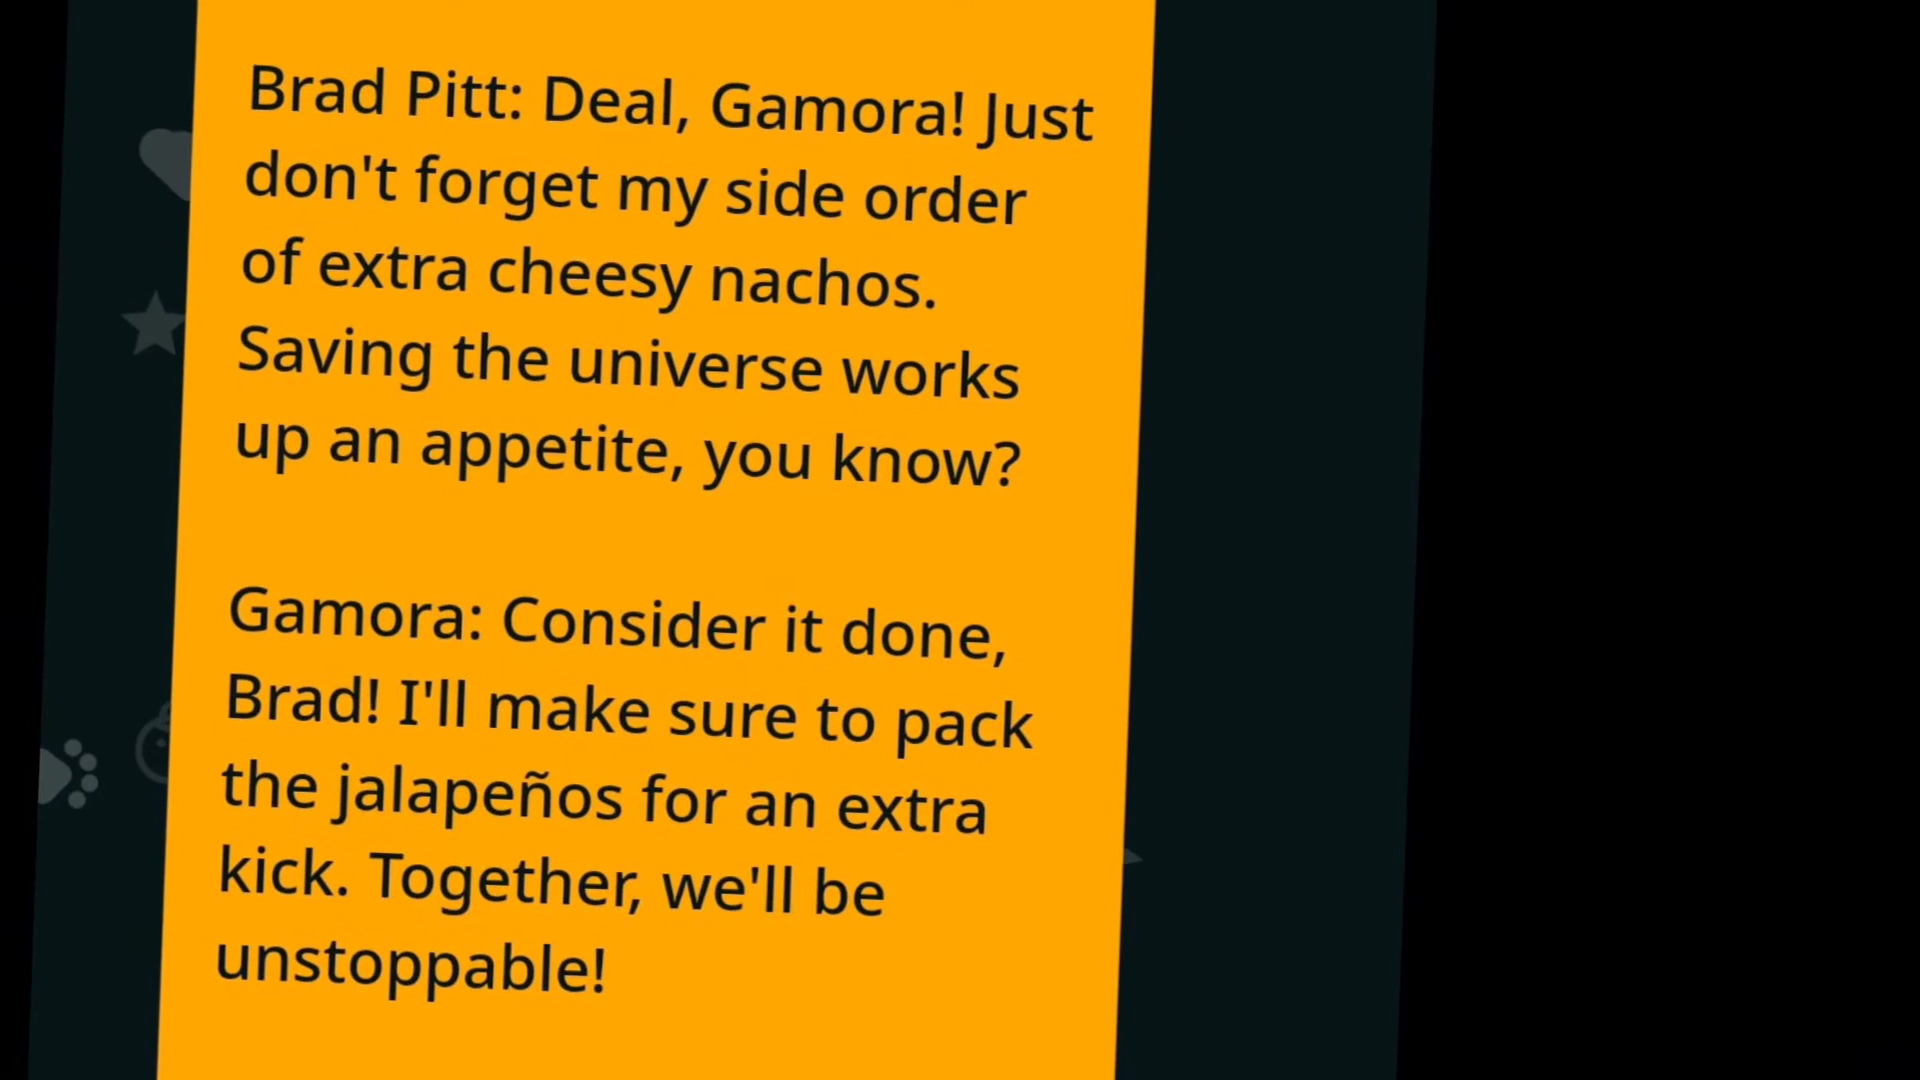 Brad Pitt: Deal, Gamora! Just
don't forget my side order
of extra cheesy nachos.
Saving the universe works
up an appetite, you know?
Gamora: Consider it done,
Brad! I'll make sure to pack
the jalapeños for an extra
kick. Together, we'll be
unstoppable!